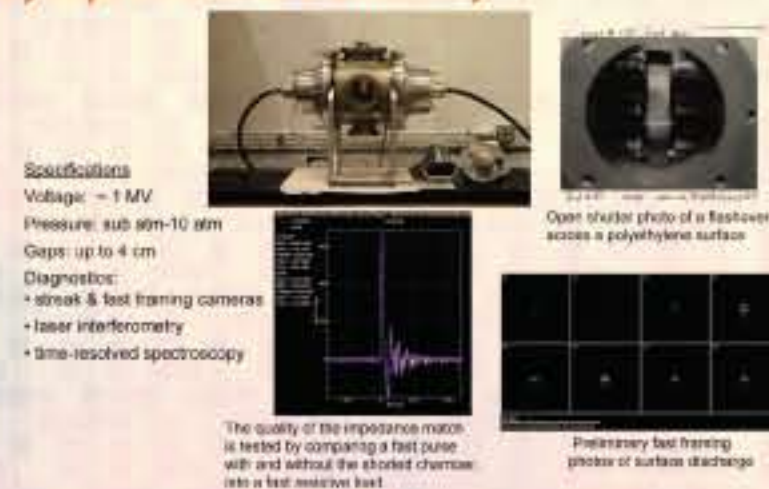 Specifications
Voltage: ~ 1 MV
Pressure: sub atm-10 atm
Gaps: up to 4 cm
Diagnostics:
• streak & fast framing cameras
• laser interferometry
• time-resolved spectroscopy
Open shutter photo of a flashover
across a polyethylene surface
The quality of the impedance match
is tested by comparing a fast pulse
with and without the shorted chamber
into a fast resistive load
Preliminary fast framing
photos of surface discharge